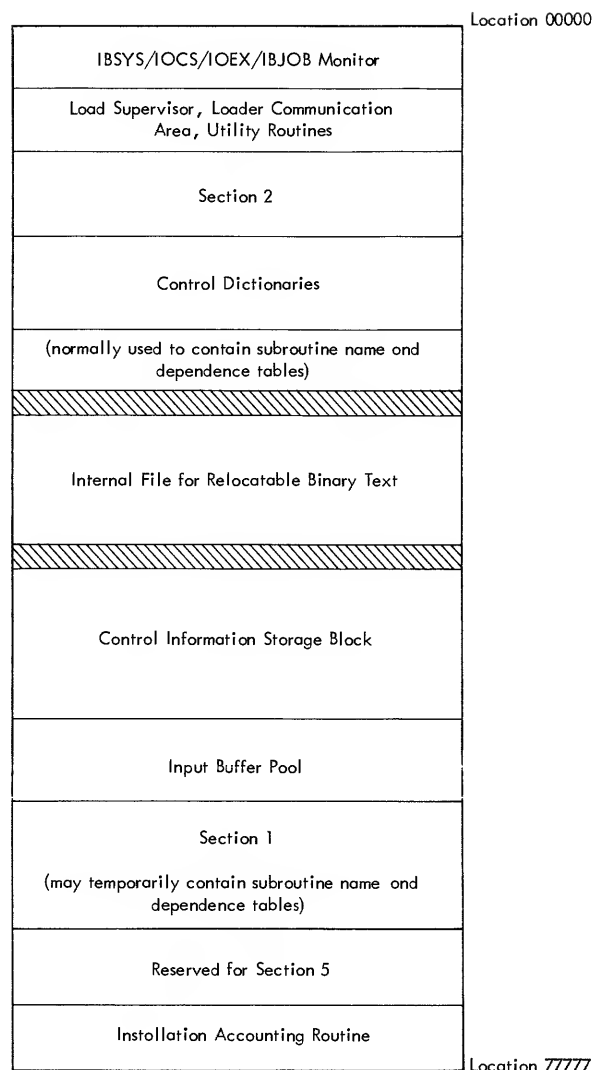 Location 00000
IBSYS/IOCS/IOEX/IBJOB Monitor
Load Supervisor, Loader Communication
Area, Utility Routines
Section 2
Control Dictionaries
(normally used to contain subroutine name ond
dependence tables)
Internal File for Relocatable Binary Text
Control Information Storage Block
Input Buffer Pool
Section 1
(may temporarily contain subroutine name ond
dependence tables)
Reserved for Section 5
Instollation Accounting Routine
Location 77777